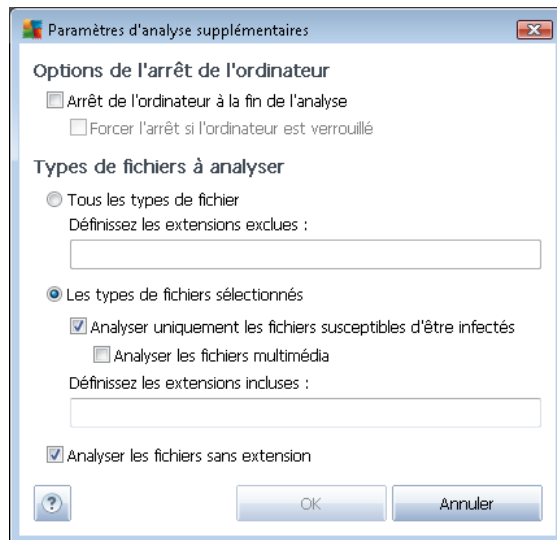 Paramètres d'analyse supplémentaires
Options de l'arrêt de l'ordinateur
Arrêt de l'ordinateur à la fin de l'analyse
Forcer l'arrêt si l'ordinateur est verrouillé
Types de fichiers à analyser
Tous les types de fichier
Définissez les extensions exclues :
Les types de fichiers sélectionnés
Analyser uniquement les fichiers susceptibles d'être infectés
Analyser les fichiers multimédia
Définissez les extensions incluses :
Analyser les fichiers sans extension
? OK Annuler